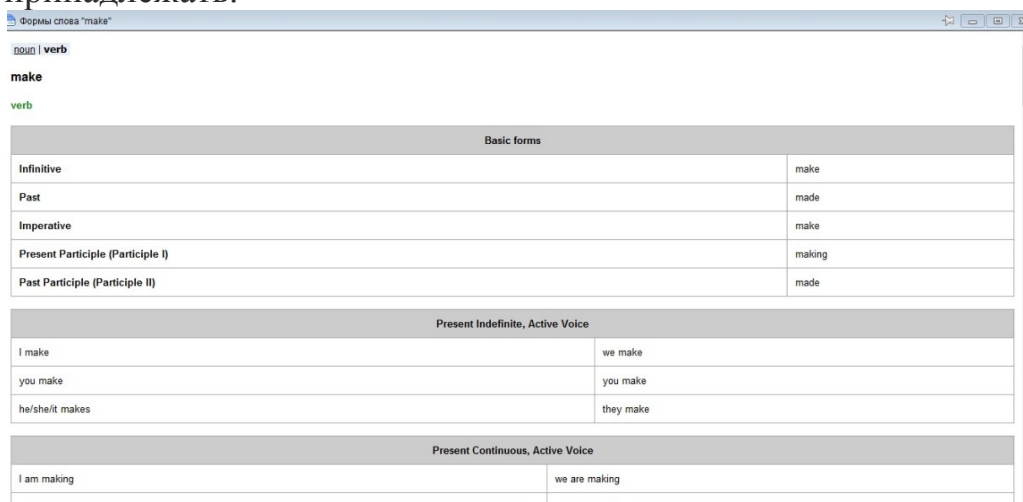 принадлежать.
Формы слова "make"
noun | verb
make
verb
Basic forms
Infinitive make
Past made
Imperative make
Present Participle (Participle I) making
Past Participle (Participle II) made
Present Indefinite, Active Voice
I make we make
you make you make
he/she/it makes they make
Present Continuous, Active Voice
I am making we are making